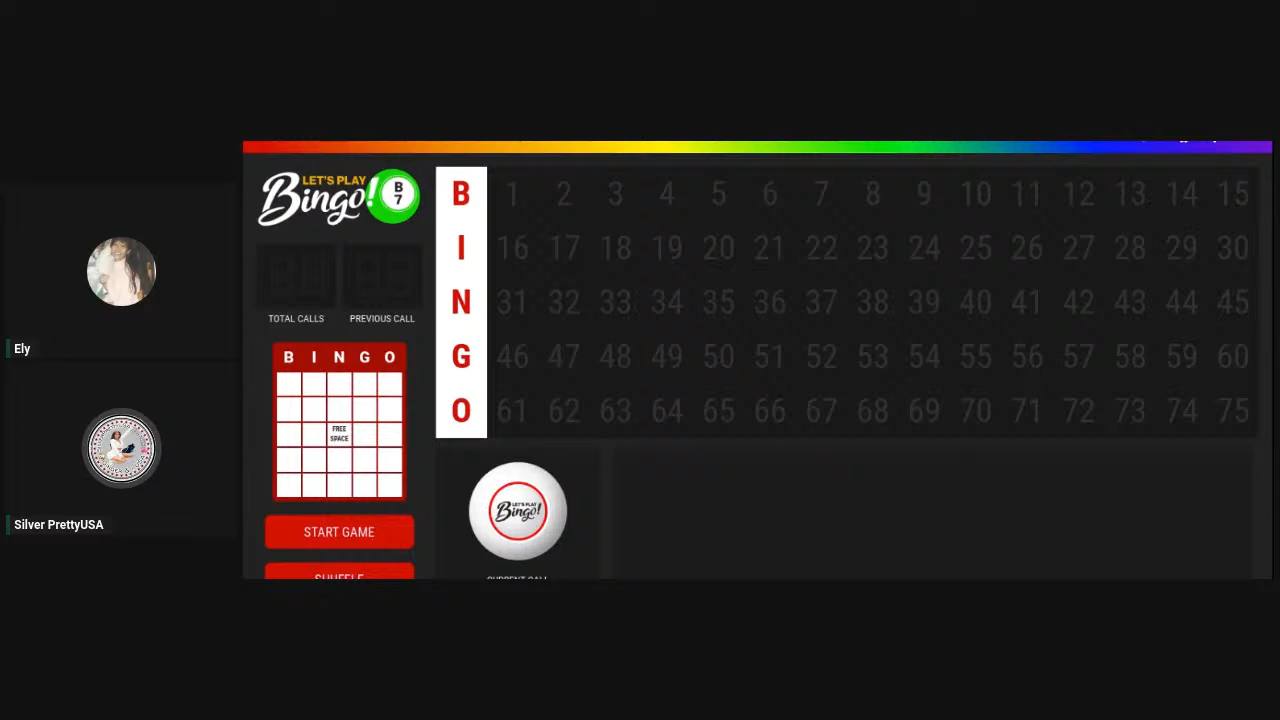 Ely
Silver PrettyUSA
LET'S PLAY
Bingo!
B
7
TOTAL CALLS
PREVIOUS CALL
B I N G O
FREE
SPACE
START GAME
SHUFFLE
B 1 2 3 4 5 6 7 8 9 10 11 12 13 14 15
I 16 17 18 19 20 21 22 23 24 25 26 27 28 29 30
N 31 32 33 34 35 36 37 38 39 40 41 42 43 44 45
G 46 47 48 49 50 51 52 53 54 55 56 57 58 59 60
O 61 62 63 64 65 66 67 68 69 70 71 72 73 74 75
LET'S PLAY
Bingo!
CURRENT CALL